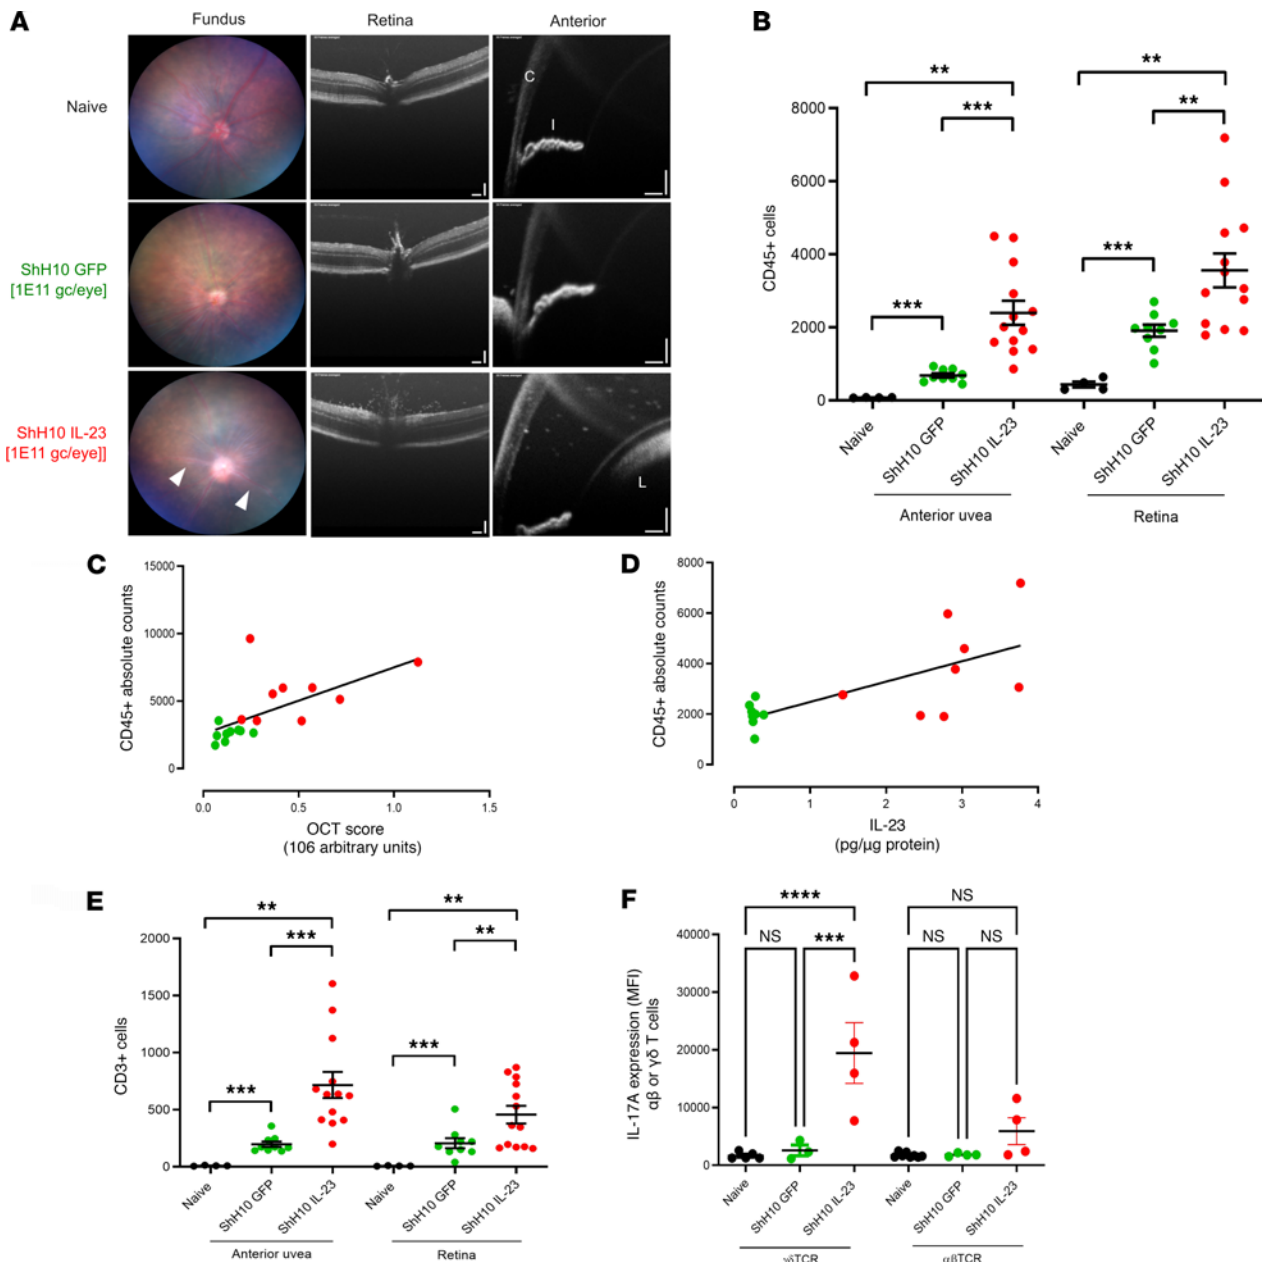 A
Fundus
Retina
Anterior
Naive
C
I
ShH10 GFP
[1E11 gc/eye]
ShH10 IL-23
[1E11 gc/eye]]
L
B
**
***
**
**
***
***
8000
6000
4000
2000
0
CD45+ cells
Naive
ShH10 GFP
ShH10 IL-23
Naive
ShH10 GFP
ShH10 IL-23
Anterior uvea
Retina
C
15000
10000
5000
0
CD45+ absolute counts
0.0
0.5
1.0
1.5
OCT score
(106 arbitrary units)
D
8000
6000
4000
2000
0
CD45+ absolute counts
0
1
2
3
4
IL-23
(pg/µg protein)
E
**
***
**
**
***
***
2000
1500
1000
500
0
CD3+ cells
Naive
ShH10 GFP
ShH10 IL-23
Naive
ShH10 GFP
ShH10 IL-23
Anterior uvea
Retina
F
****
NS
NS
***
NS
NS
40000
30000
20000
10000
0
IL-17A expression (MFI)
αβ or γδ T cells
Naive
ShH10 GFP
ShH10 IL-23
Naive
ShH10 GFP
ShH10 IL-23
γδTCR
αβTCR